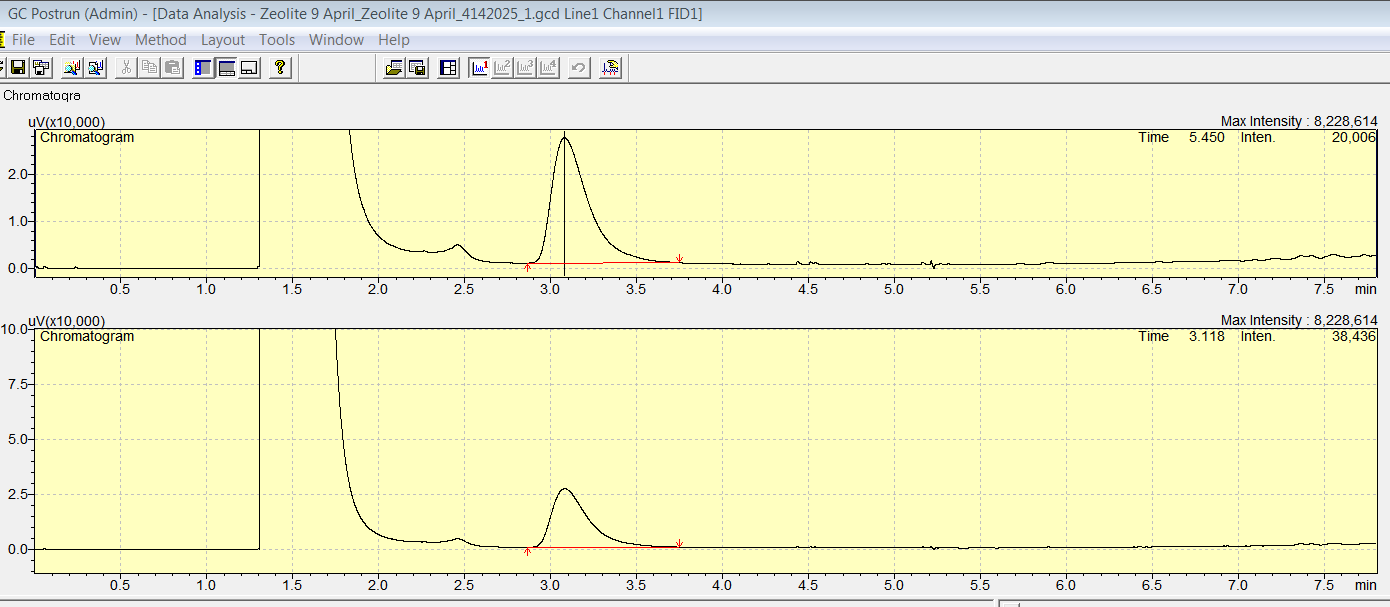 GC Postrun (Admin) - [Data Analysis - Zeolite 9 April_Zeolite 9 April_4142025_1.gcd Line1 Channel1 FID1]
File Edit View Method Layout Tools Window Help
Chromatogra
uV(x10,000) Max Intensity : 8,228,614
Chromatogram Time 5.450 Inten. 20,006
2.0
1.0
0.0
0.5 1.0 1.5 2.0 2.5 3.0 3.5 4.0 4.5 5.0 5.5 6.0 6.5 7.0 7.5 min
uV(x10,000) Max Intensity : 8,228,614
10.0 Chromatogram Time 3.118 Inten. 38,436
7.5
5.0
2.5
0.0
0.5 1.0 1.5 2.0 2.5 3.0 3.5 4.0 4.5 5.0 5.5 6.0 6.5 7.0 7.5 min